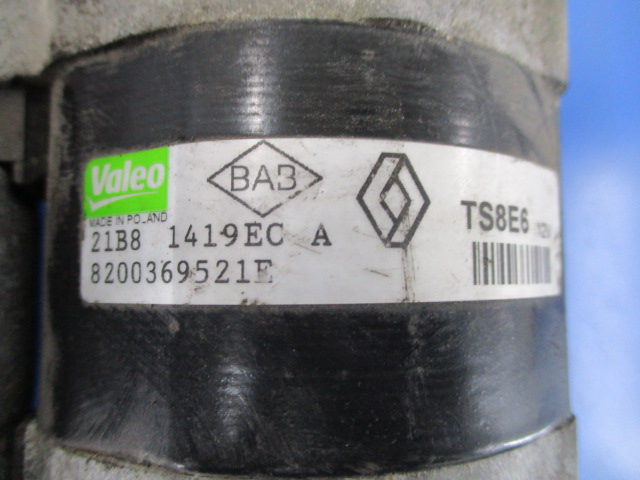 Valeo
MADE IN POLAND
BAB
TS8E6
21B8 1419EC A
8200369521E